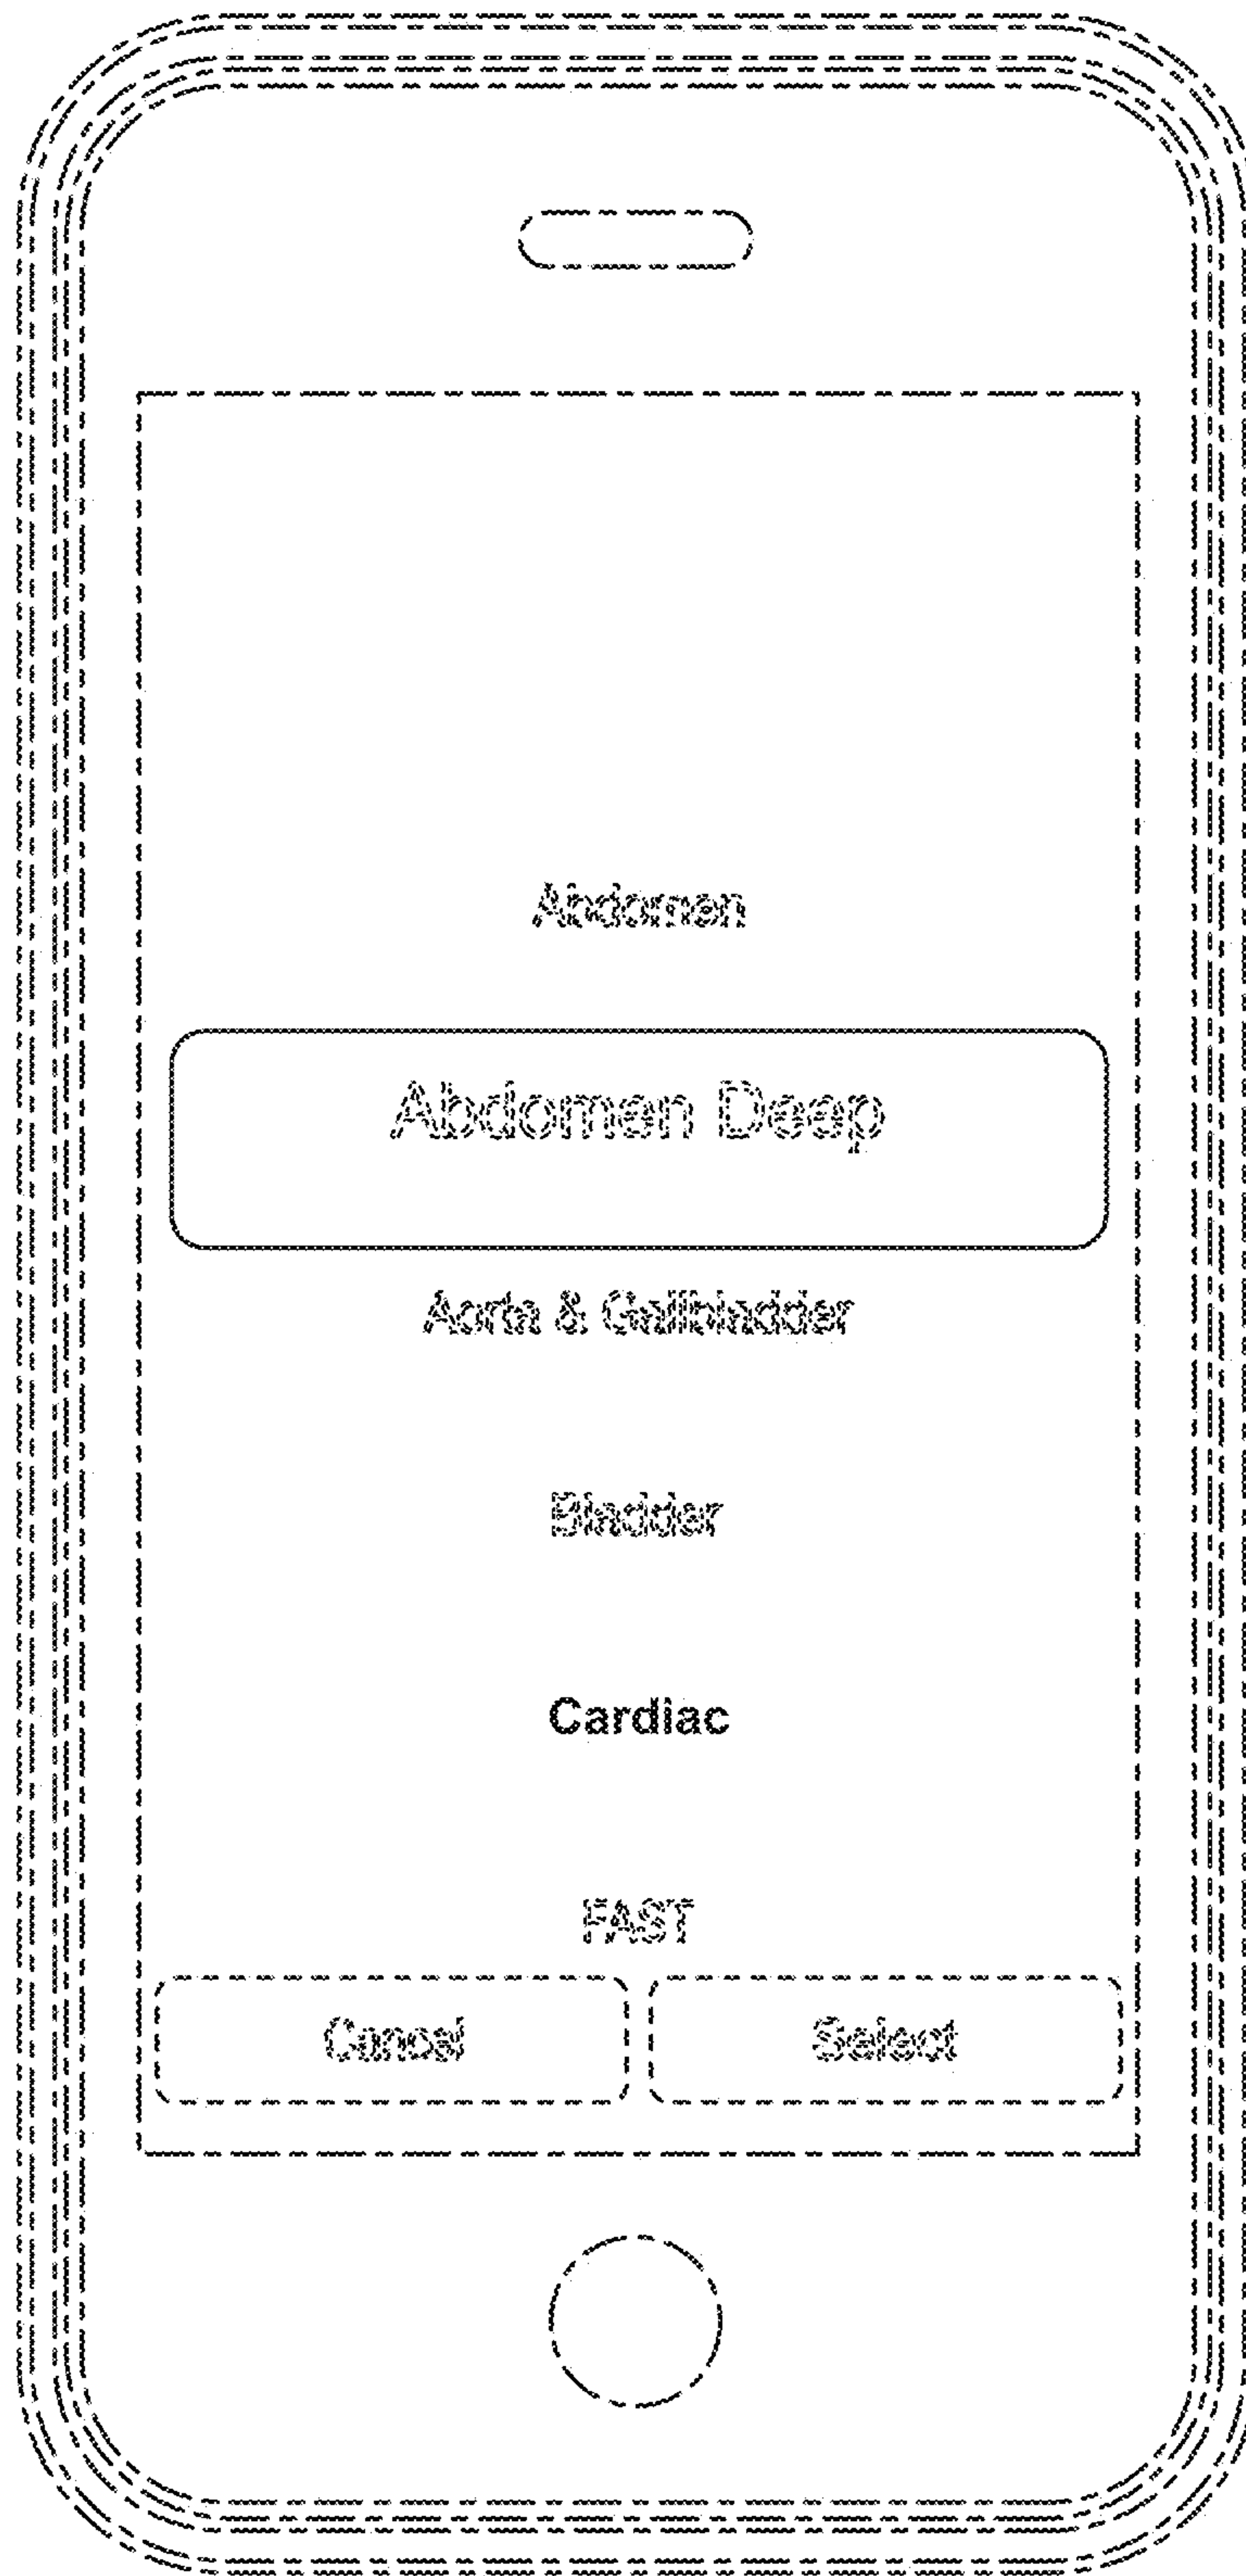 Abdomen
Abdomen Deep
Aorta & Gallbladder
Bladder
Cardiac
FAST
Cancel
Select